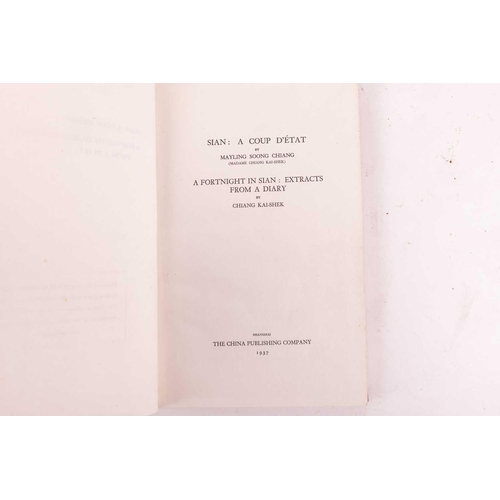 SIAN: A COUP D'ÉTAT
BY
MAYLING SOONG CHIANG
(MADAME CHIANG KAI-SHEK)
A FORTNIGHT IN SIAN: EXTRACTS
FROM A DIARY
BY
CHIANG KAI-SHEK
SHANGHAI
THE CHINA PUBLISHING COMPANY
1937